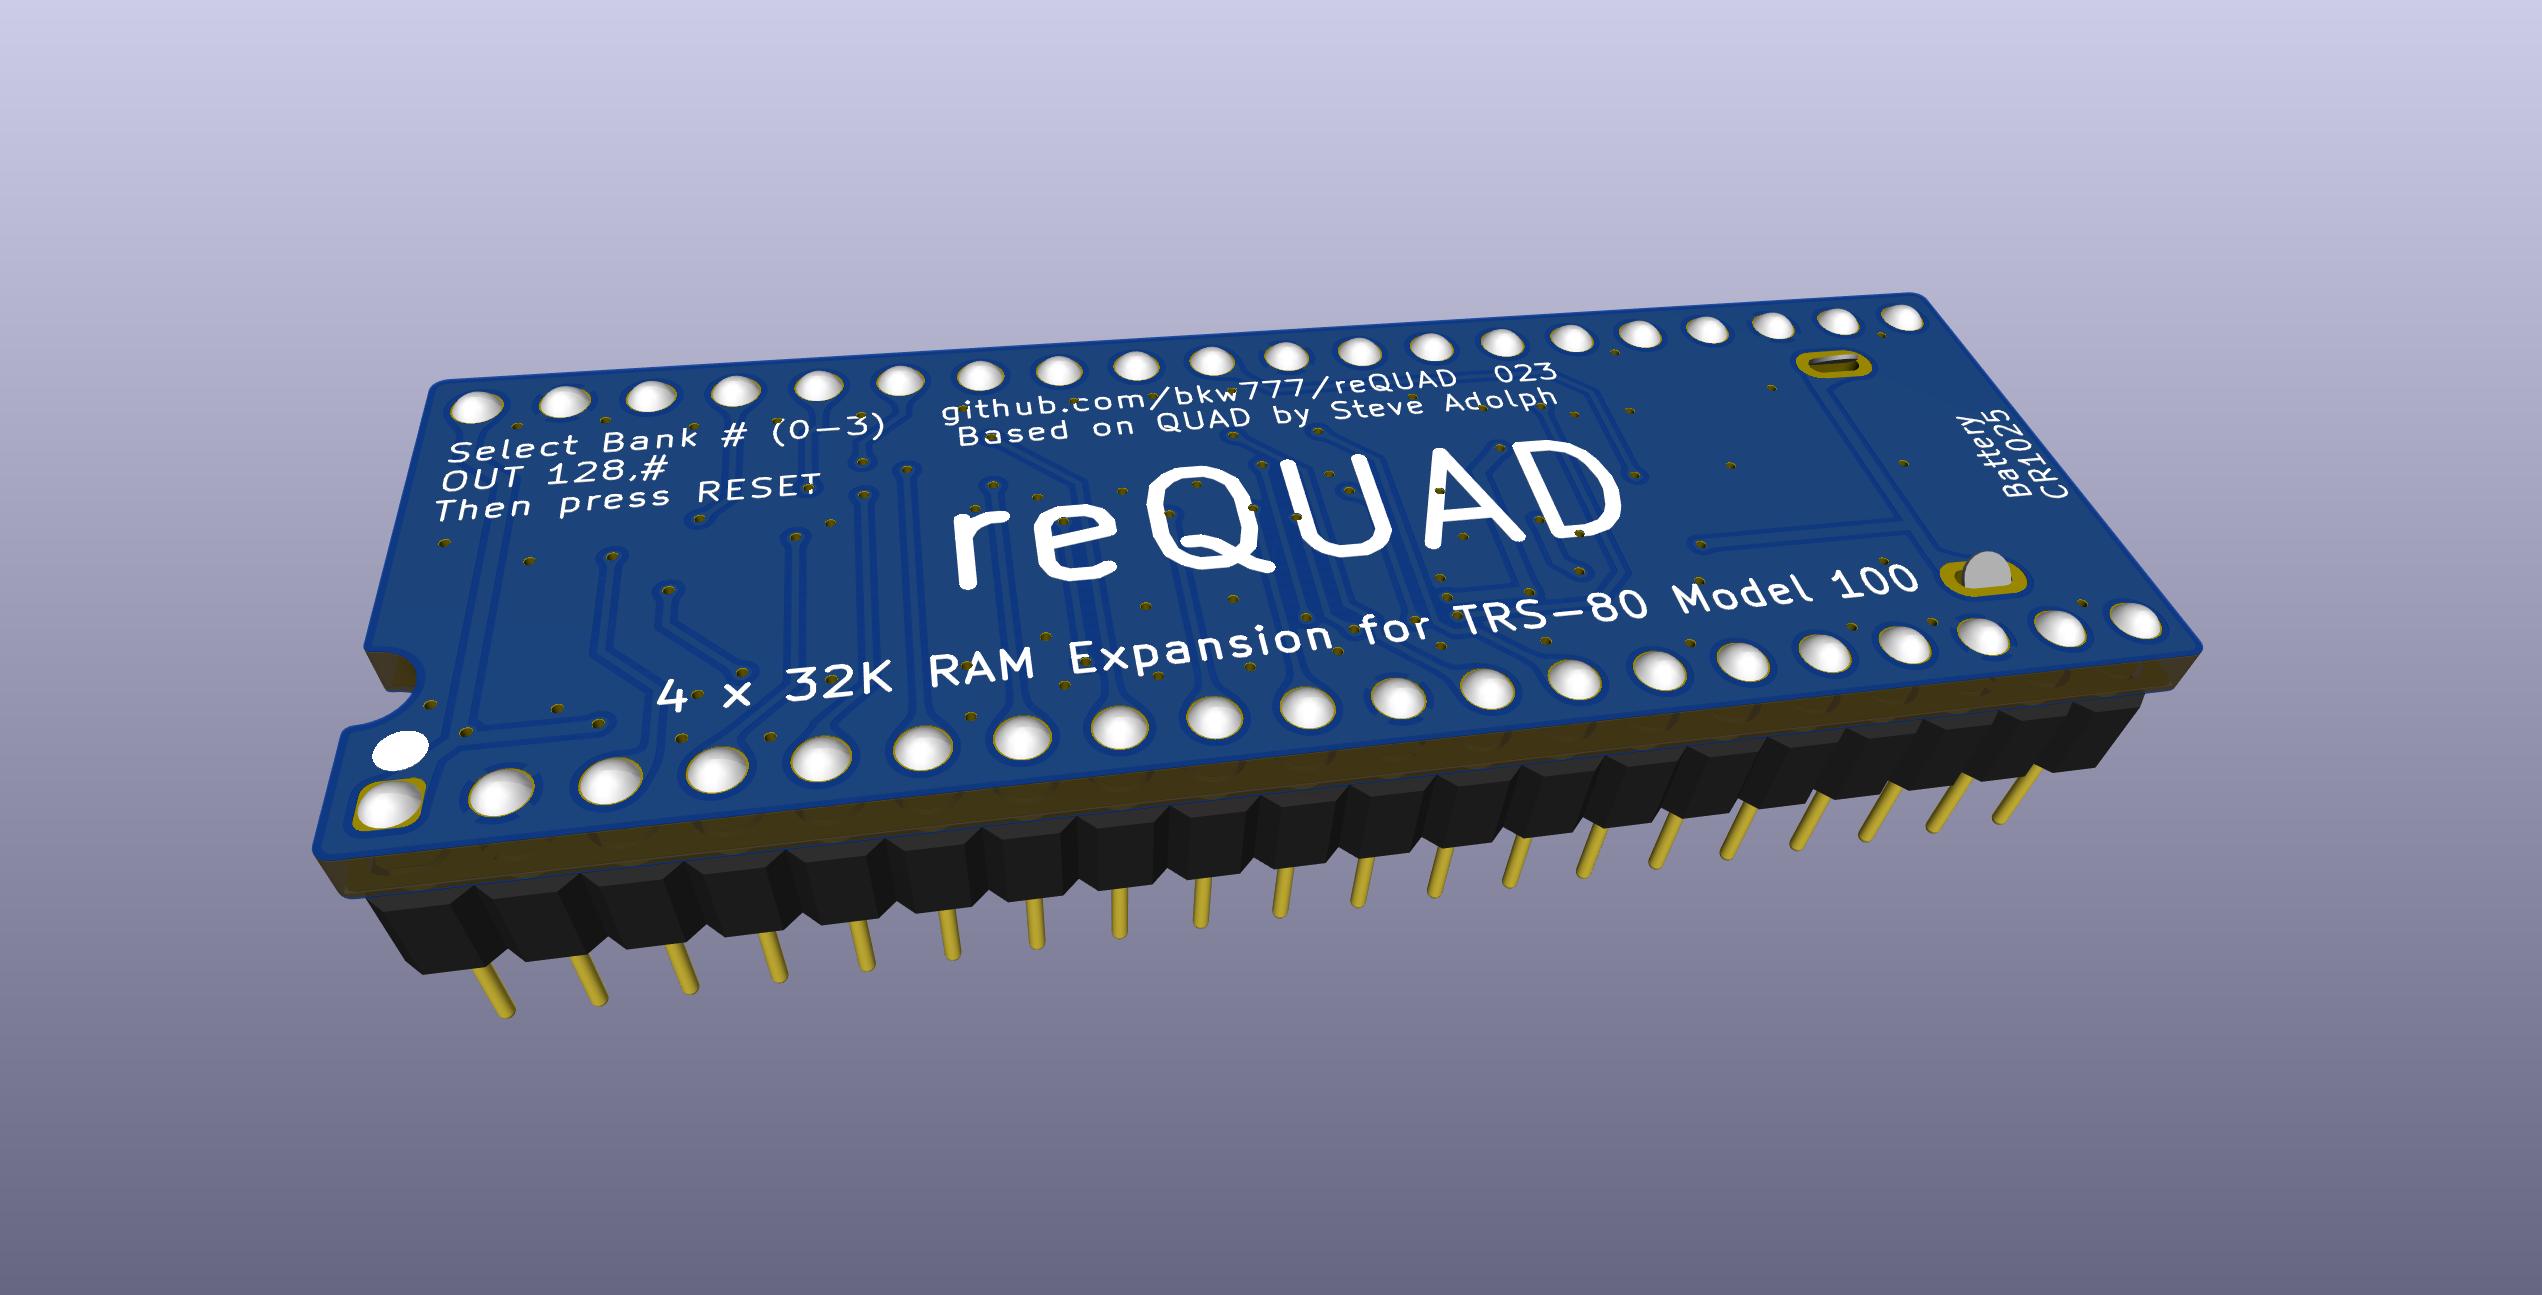 Select Bank # (0-3)
OUT 128,#
Then press RESET
github.com/bkw777/reQUAD 023
Based on QUAD by Steve Adolph
reQUAD
4 x 32K RAM Expansion for TRS-80 Model 100
Battery
CR1025